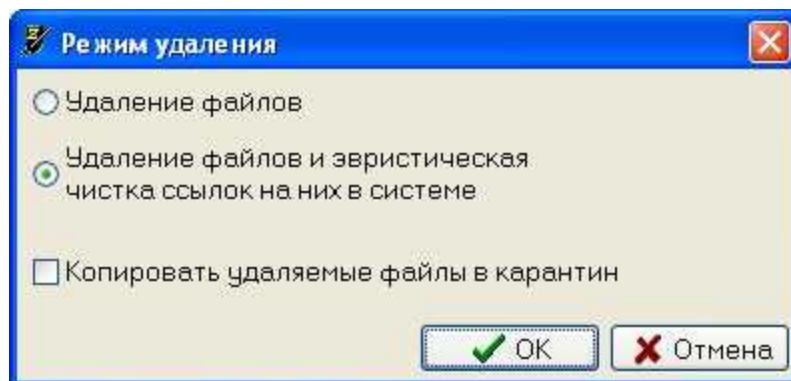 Режим удаления
Удаление файлов
Удаление файлов и эвристическая
чистка ссылок на них в системе
Копировать удаляемые файлы в карантин
OK
Отмена